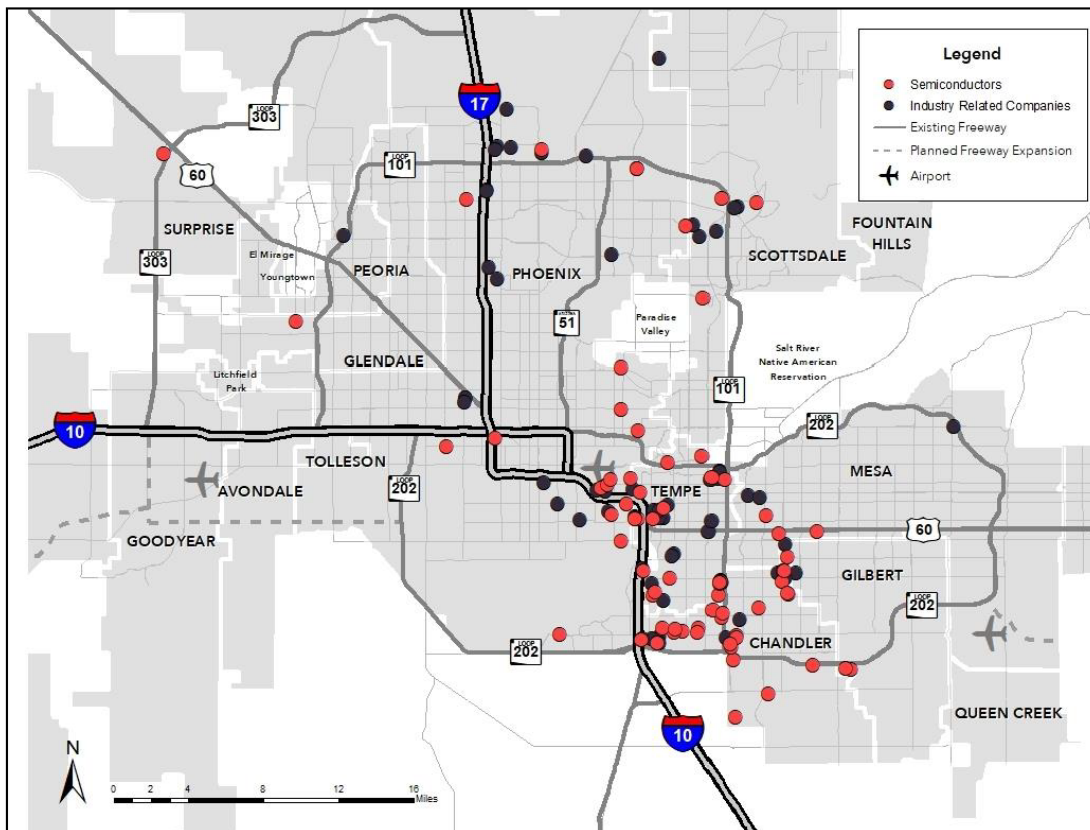 Legend
Semiconductors
Industry Related Companies
Existing Freeway
Planned Freeway Expansion
Airport
17
LOOP
303
LOOP
101
60
SURPRISE
El Mirage
Youngtown
PEORIA
PHOENIX
SCOTTSDALE
FOUNTAIN
HILLS
LOOP
303
51
Paradise
Valley
Salt River
Native American
Reservation
GLENDALE
Litchfield
Park
LOOP
101
LOOP
202
10
TOLLESON
AVONDALE
LOOP
202
TEMPE
MESA
60
GOODYEAR
GILBERT
LOOP
202
CHANDLER
LOOP
202
QUEEN CREEK
10
N
0 2 4 8 12 16
Miles